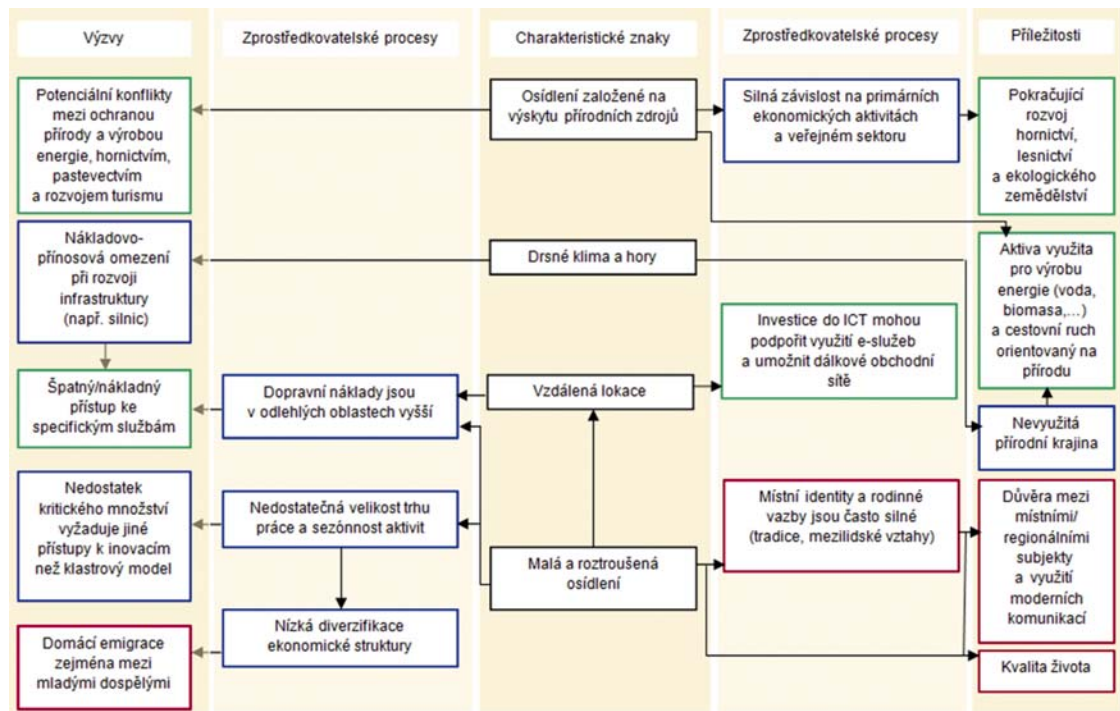 Výzvy
Zprostředkovatelské procesy
Charakteristické znaky
Zprostředkovatelské procesy
Příležitosti
Potenciální konflikty
mezi ochranou
přírody a výrobou
energie, hornictvím,
pastevectvím
a rozvojem turismu
Osídlení založené na
výskytu přírodních zdrojů
Silná závislost na primárních
ekonomických aktivitách
a veřejném sektoru
Pokračující
rozvoj
hornictví,
lesnictví
a ekologického
zemědělství
Nákladovo-
přínosová omezení
při rozvoji
infrastruktury
(např. silnic)
Drsné klima a hory
Aktiva využita
pro výrobu
energie (voda,
biomasa,...)
a cestovní ruch
orientovaný na
přírodu
Investice do ICT mohou
podpořit využití e-služeb
a umožnit dálkové obchodní
sítě
Špatný/nákladný
přístup ke
specifickým službám
Dopravní náklady jsou
v odlehlých oblastech vyšší
Vzdálená lokace
Nevyužitá
přírodní krajina
Nedostatek
kritického množství
vyžaduje jiné
přístupy k inovacím
než klastrový model
Nedostatečná velikost trhu
práce a sezónnost aktivit
Malá a roztroušená
osídlení
Místní identity a rodinné
vazby jsou často silné
(tradice, mezilidské vztahy)
Důvěra mezi
místními/
regionálními
subjekty
a využití
moderních
komunikací
Domácí emigrace
zejména mezi
mladými dospělými
Nízká diverzifikace
ekonomické struktury
Kvalita života